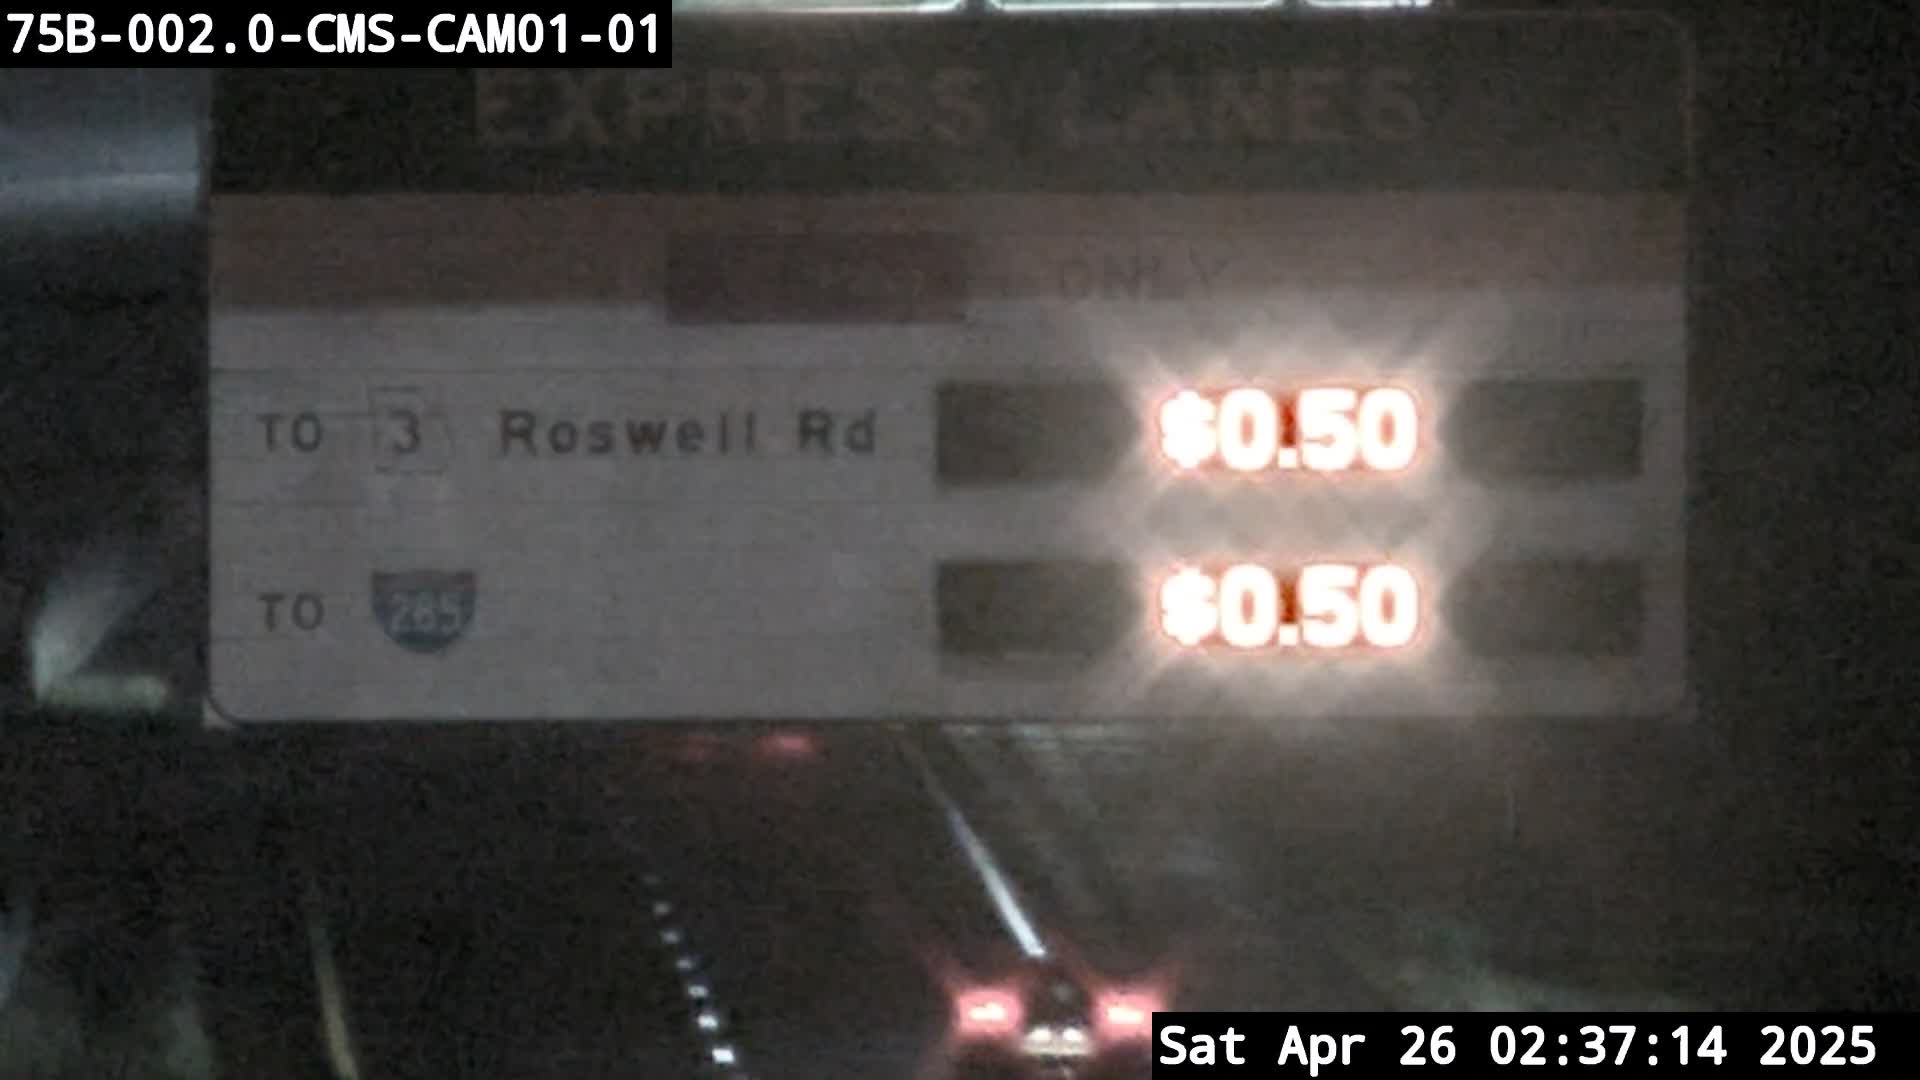 75B-002.0-CMS-CAM01-01
EXPRESS LANES
ONLY
TO 3 Roswell Rd $0.50
TO 285 $0.50
Sat Apr 26 02:37:14 2025